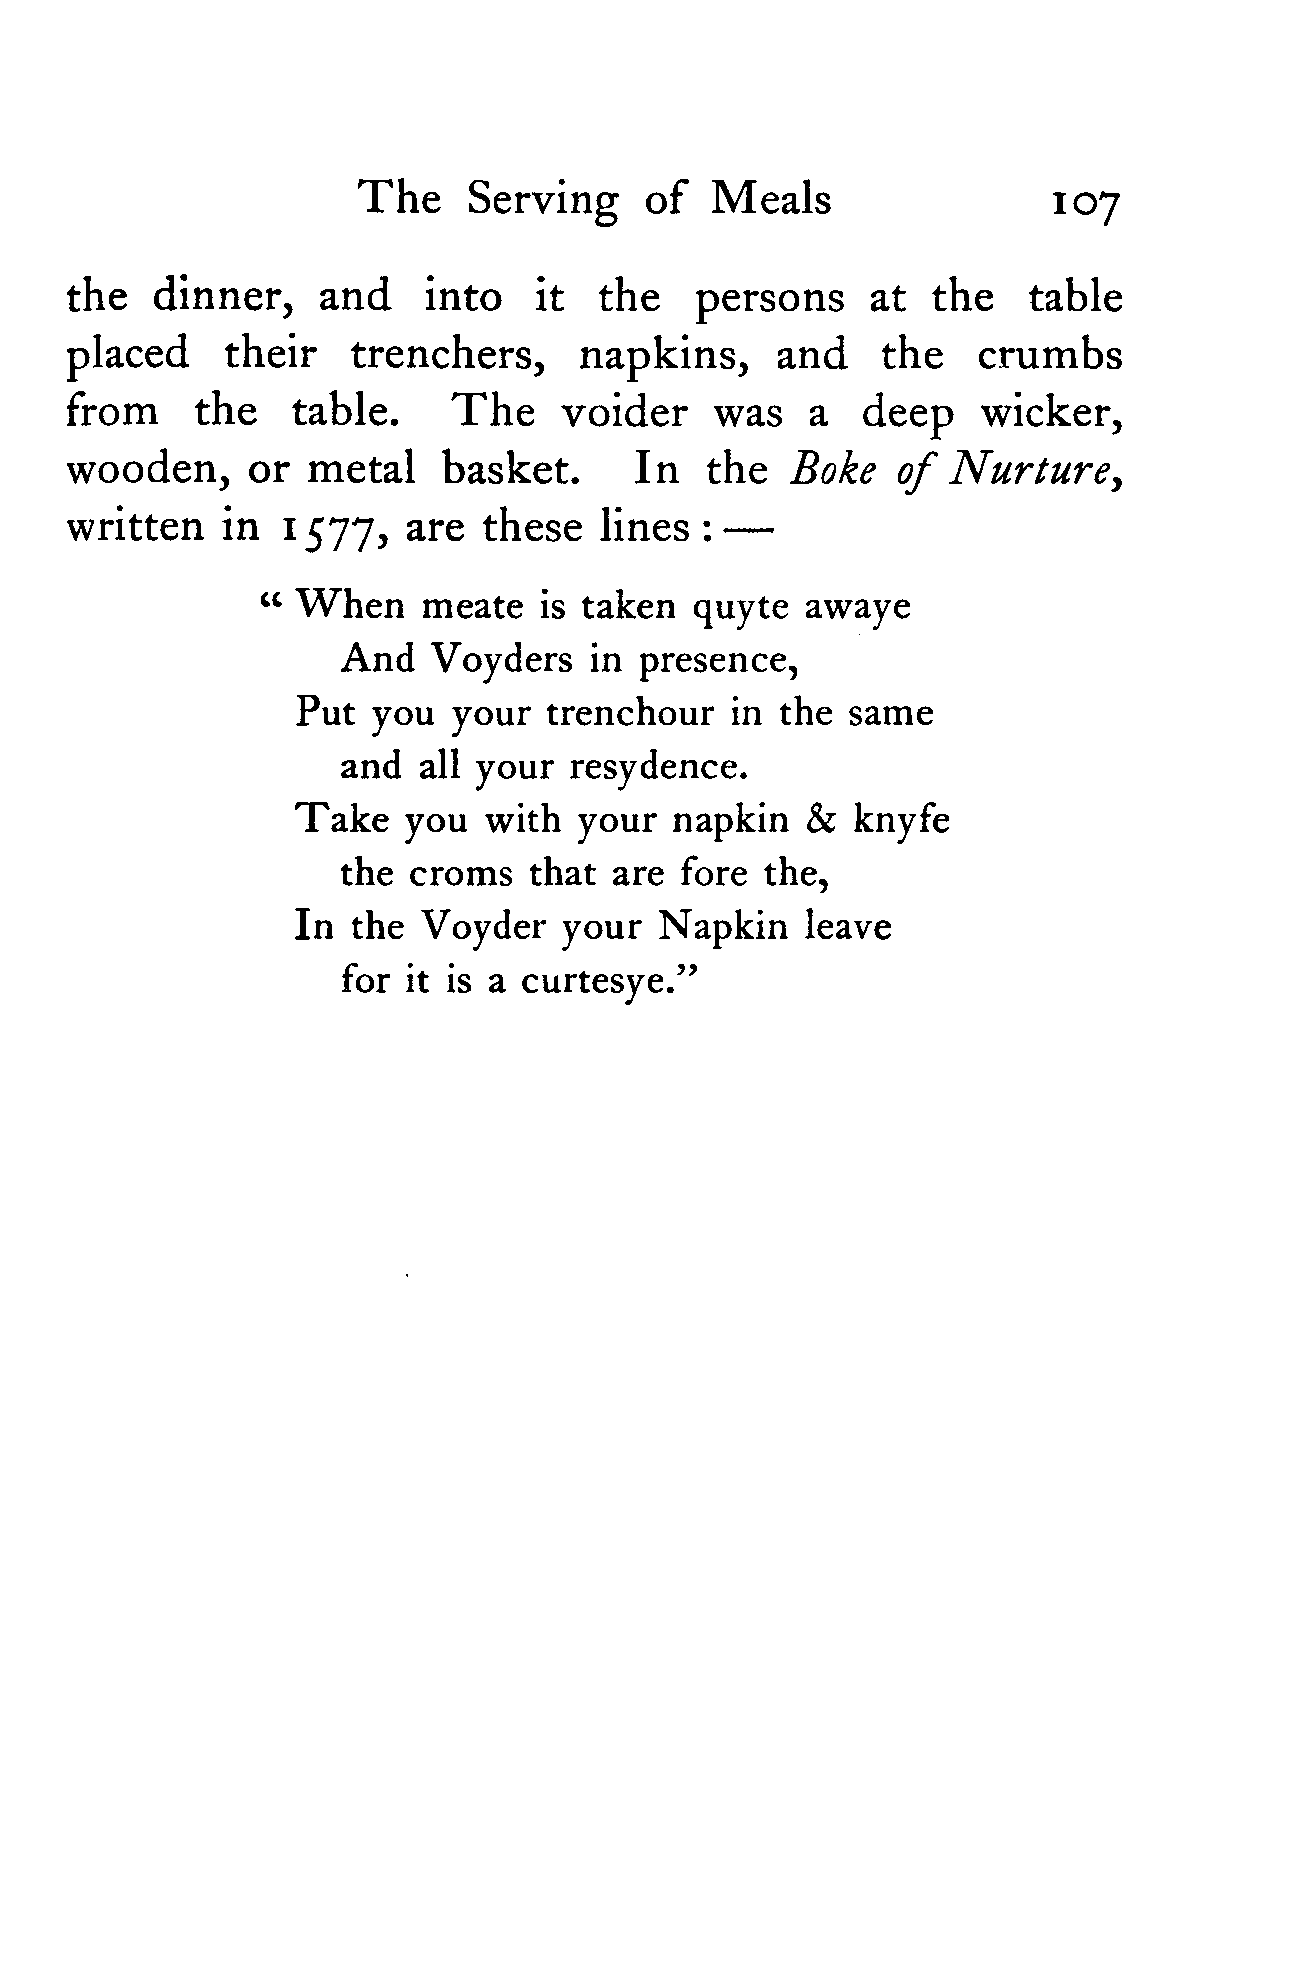 The Serving of Meals 107
the dinner, and into it the persons at the table
placed their trenchers, napkins, and the crumbs
from the table. The voider was a deep wicker,
wooden, or metal basket. In the Boke of Nurture,
written in 1577, are these lines :—
“ When meate is taken quyte awaye
And Voyders in presence,
Put you your trenchour in the same
and all your resydence.
Take you with your napkin & knyfe
the croms that are fore the,
In the Voyder your Napkin leave
for it is a curtesye.”